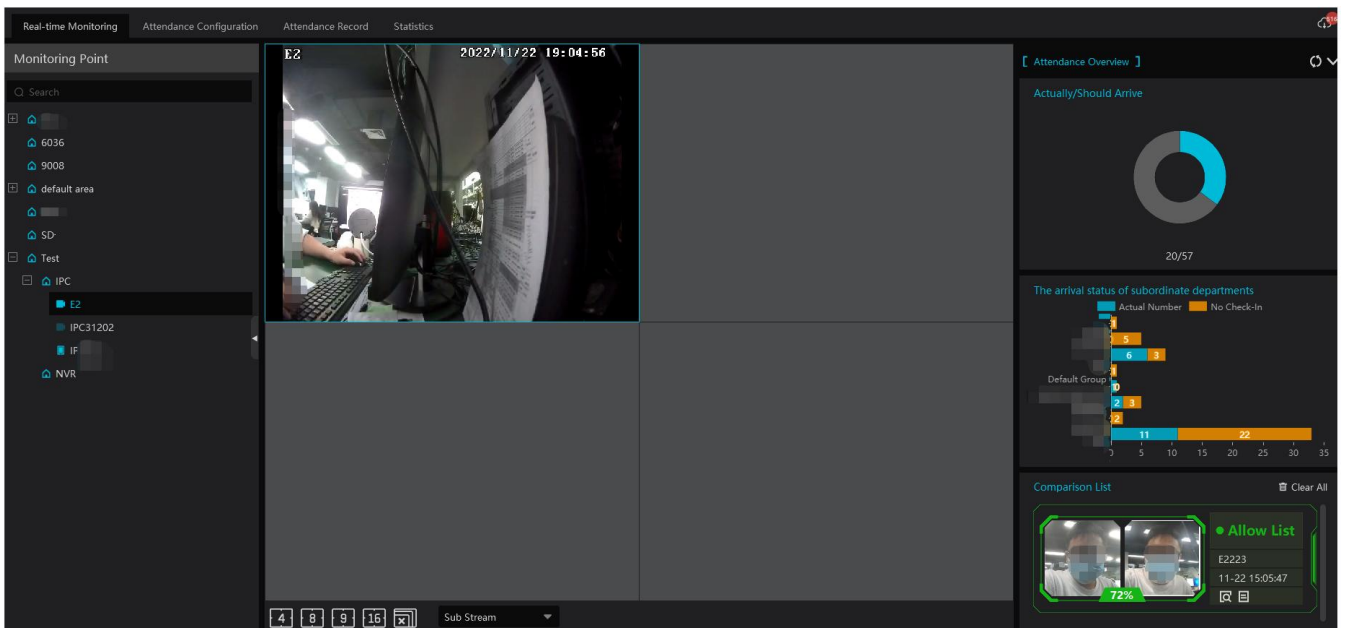 Real-time Monitoring Attendance Configuration Attendance Record Statistics
Monitoring Point
Search
6036
9008
default area
SD-
Test
IPC
E2
IPC31202
IF
NVR
E2 2022/11/22 19:04:56
4 8 9 16 Sub Stream
[ Attendance Overview ]
Actually/Should Arrive
20/57
The arrival status of subordinate departments
Actual Number No Check-In
1
5
6 3
1
Default Group
2 3
2
11 22
5 10 15 20 25 30 35
Comparison List Clear All
72%
Allow List
E2223
11-22 15:05:47